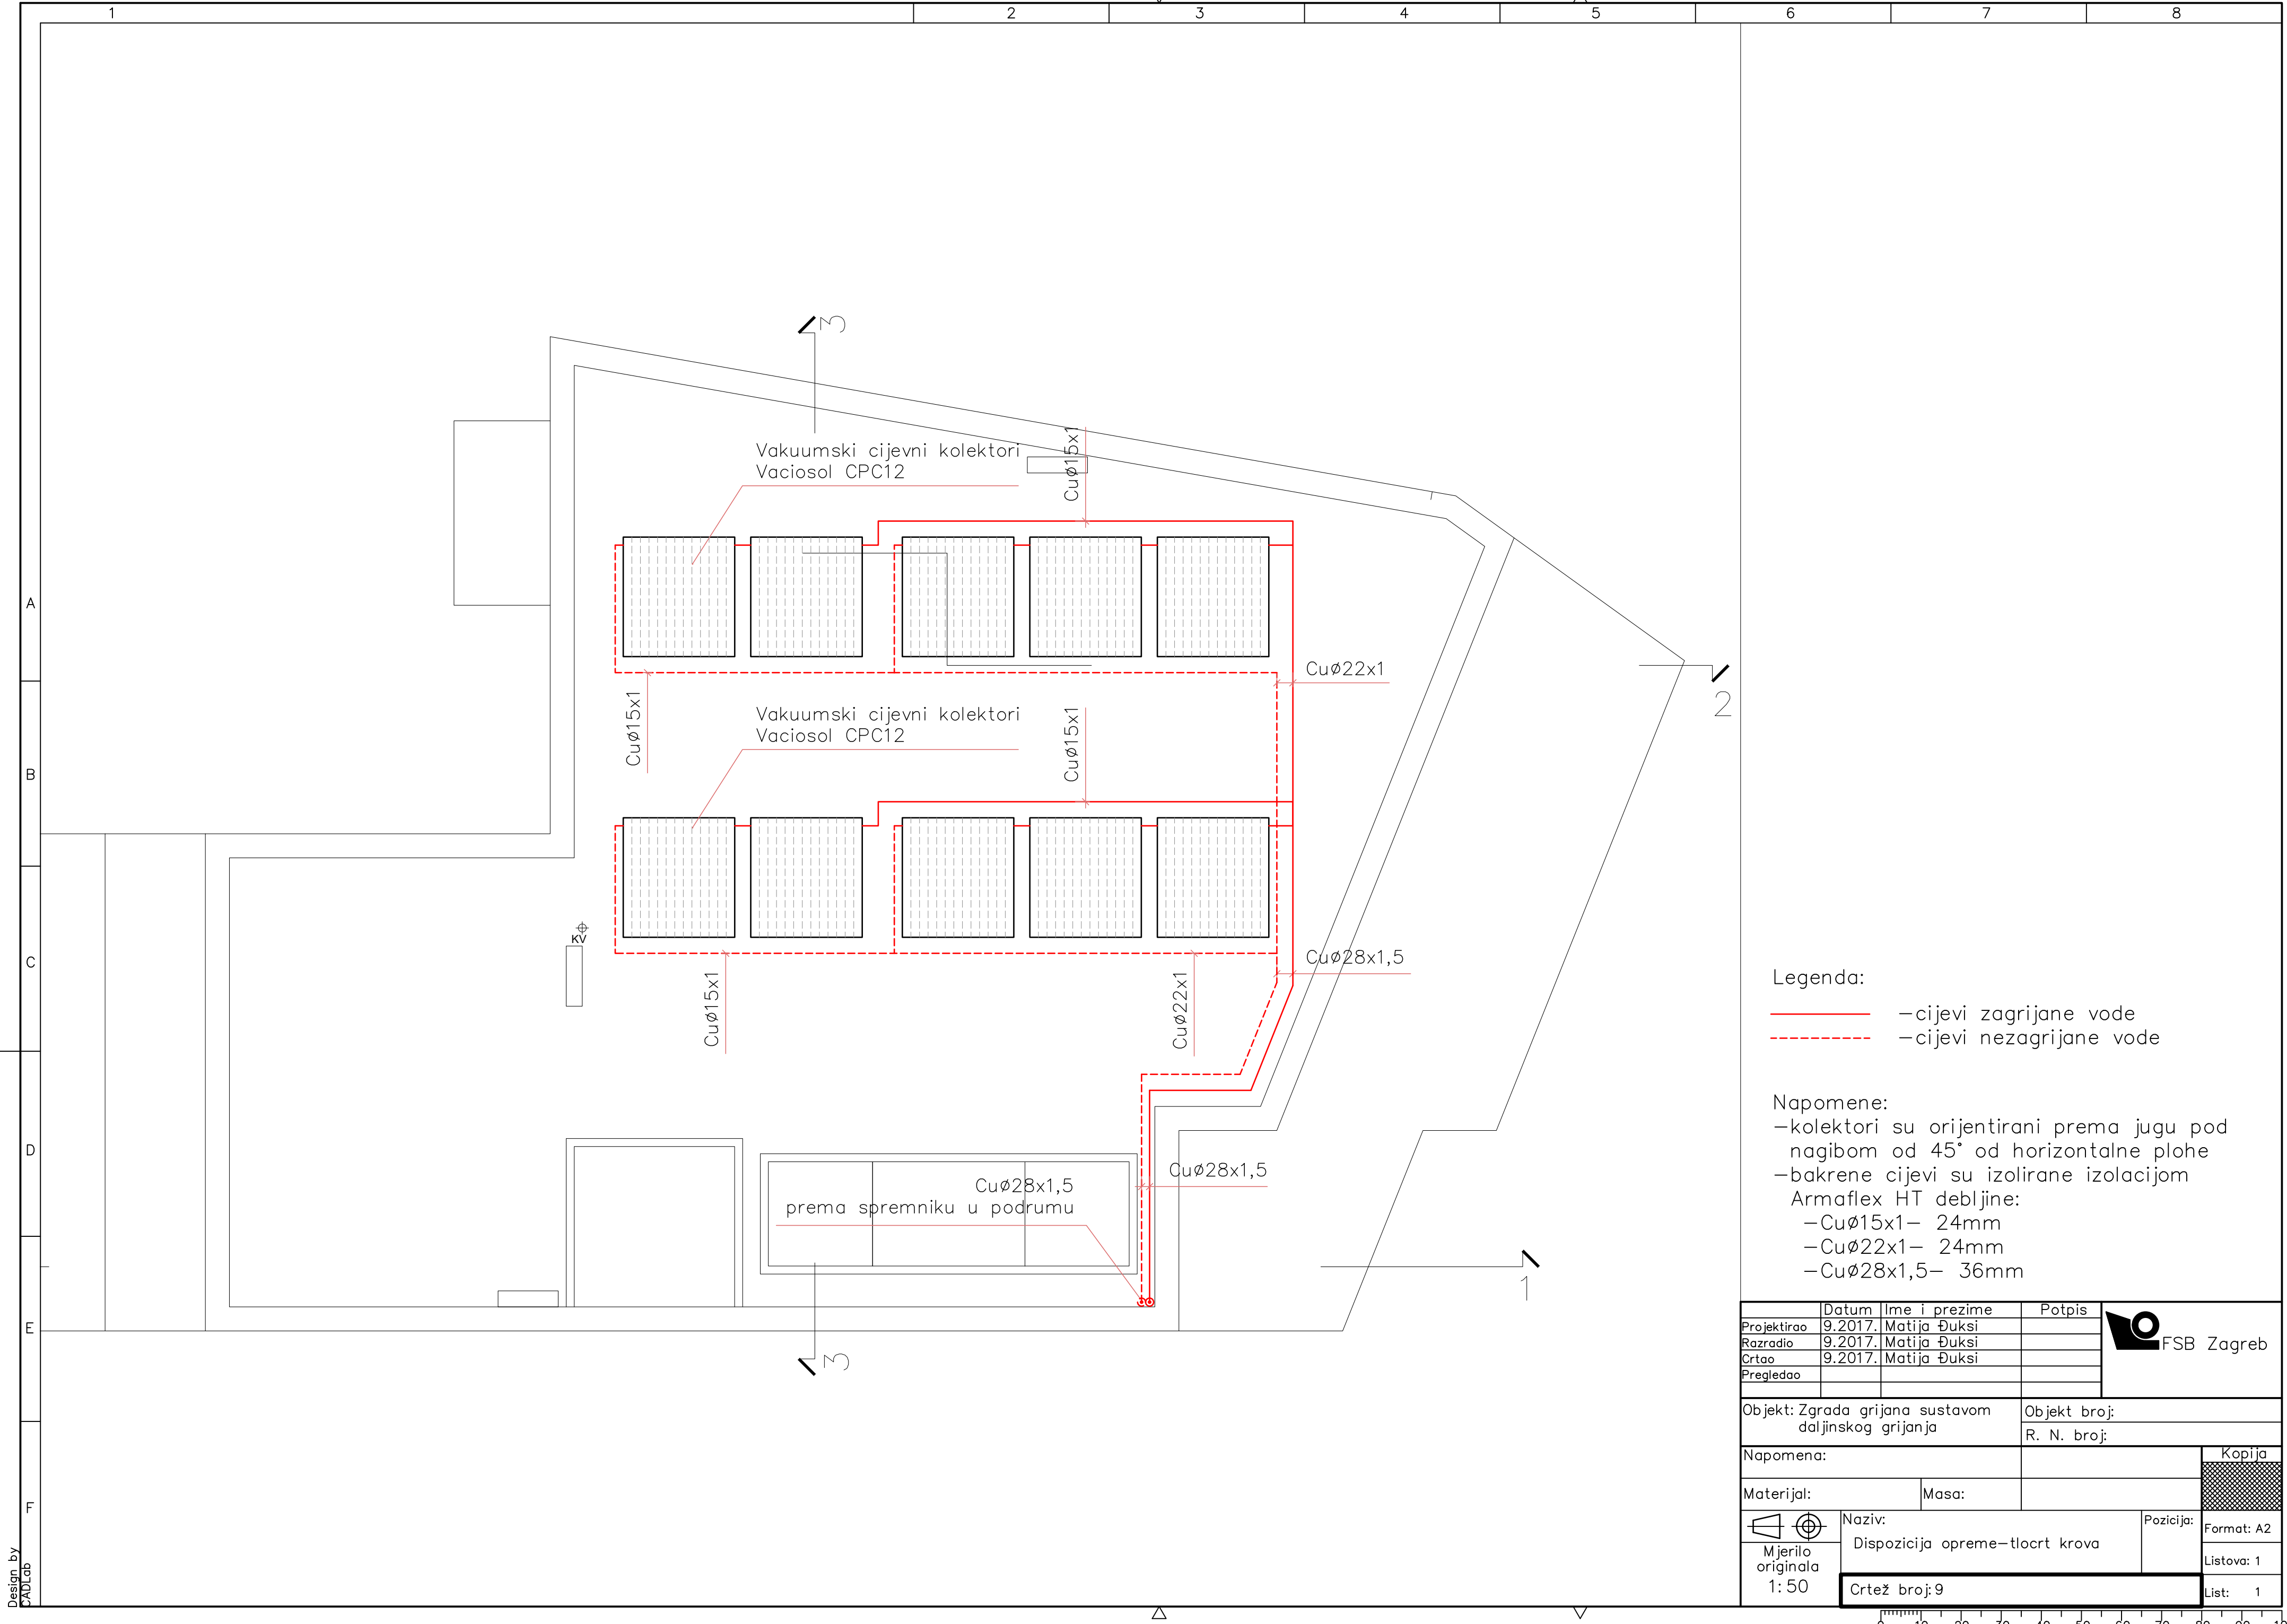 1 2 3 4 5 6 7 8
3
Vakuumski cijevni kolektori
Vaciosol CPC12
Cuø15x1
A
Cuø22x1
2
Cuø15x1
Vakuumski cijevni kolektori
Vaciosol CPC12
Cuø15x1
B
KV
C
Cuø28x1,5
Cuø15x1
Cuø22x1
D
Cuø28x1,5
Cuø28x1,5
prema spremniku u podrumu
1
E
3
F
Legenda:
-cijevi zagrijane vode
-cijevi nezagrijane vode
Napomene:
-kolektori su orijentirani prema jugu pod
nagibom od 45° od horizontalne plohe
-bakrene cijevi su izolirane izolacijom
Armaflex HT debljine:
-Cuø15x1- 24mm
-Cuø22x1- 24mm
-Cuø28x1,5- 36mm
Datum Ime i prezime Potpis
Projektirao 9.2017. Matija Đuksi
Razradio 9.2017. Matija Đuksi
Crtao 9.2017. Matija Đuksi
Pregledao
FSB Zagreb
Objekt: Zgrada grijana sustavom
daljinskog grijanja
Objekt broj:
R. N. broj:
Napomena:
Kopija
Materijal:
Masa:
Naziv:
Dispozicija opreme-tlocrt krova
Pozicija:
Format: A2
Mjerilo
originala
1:50
Listova: 1
Crtež broj: 9
List: 1
Design by
CADLab